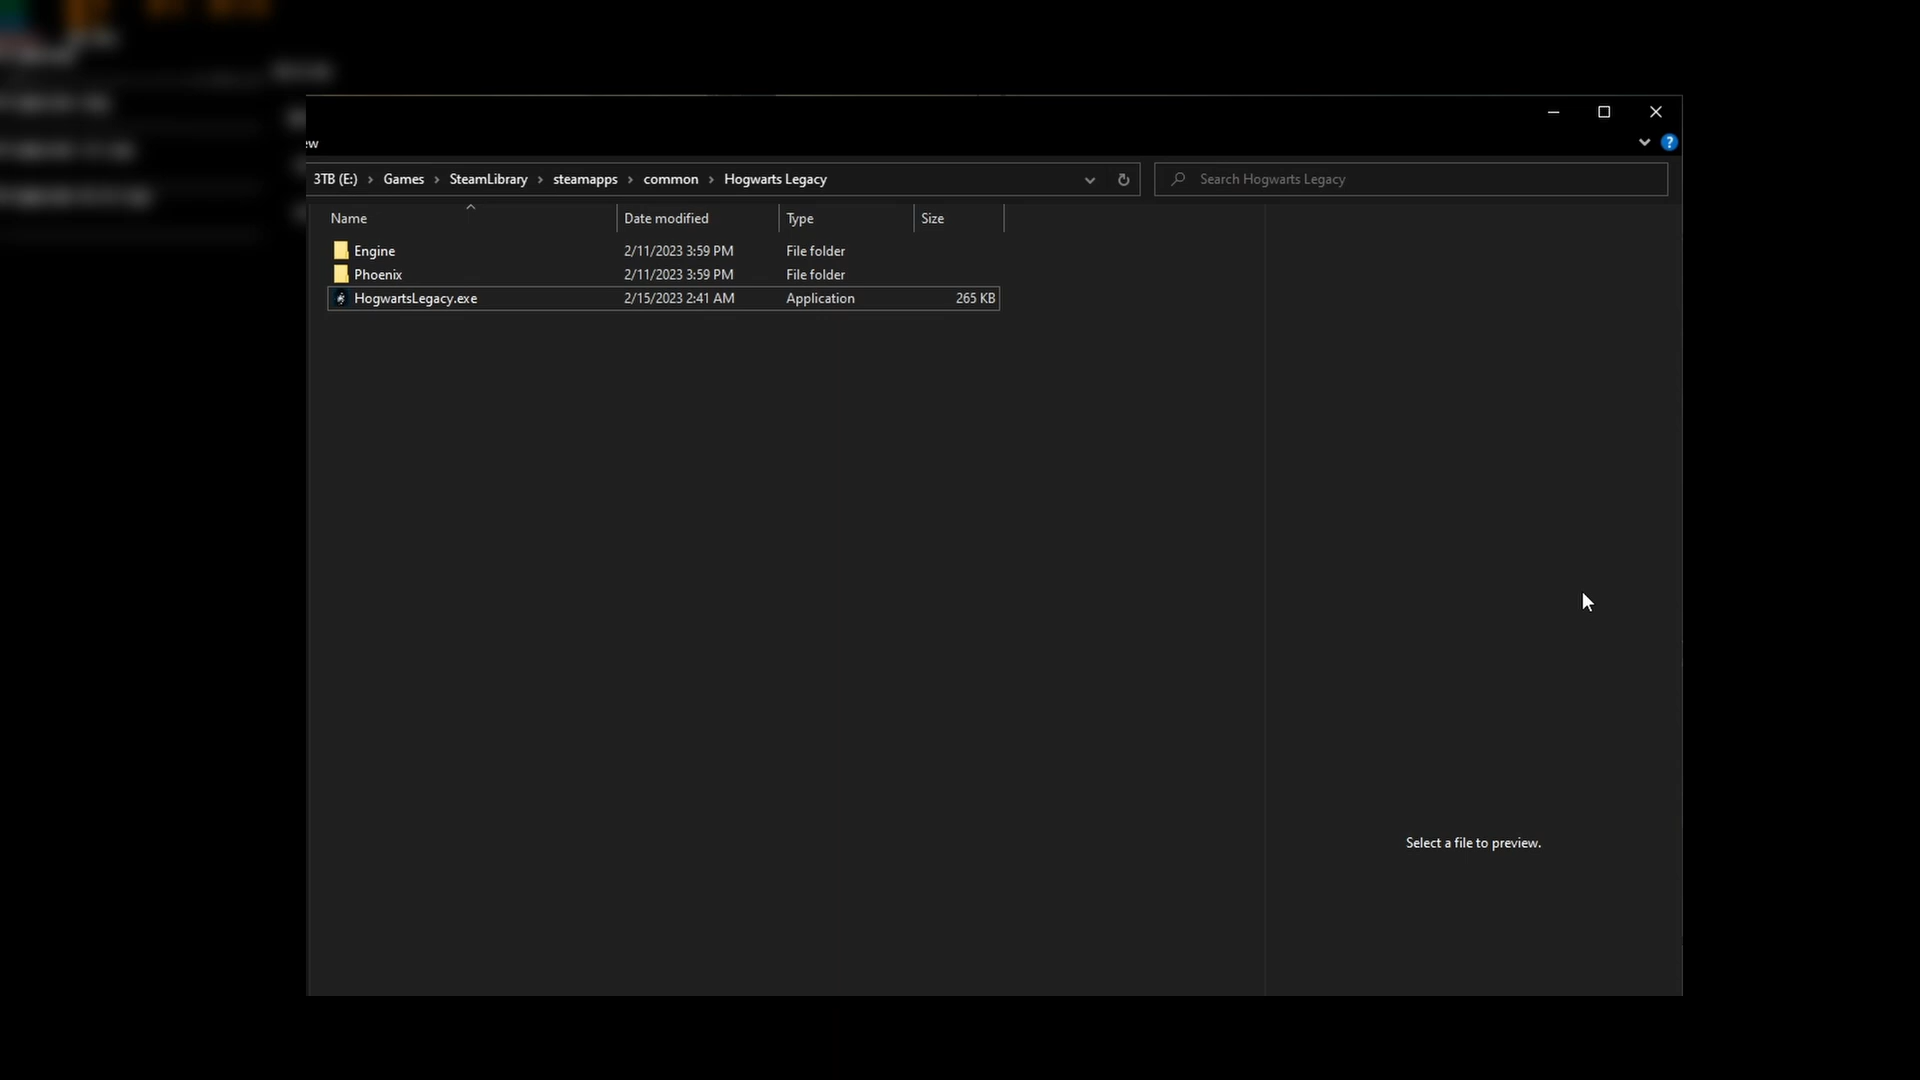 ew
3TB (E:) › Games › SteamLibrary › steamapps › common › Hogwarts Legacy
Search Hogwarts Legacy
Name Date modified Type Size
Engine 2/11/2023 3:59 PM File folder
Phoenix 2/11/2023 3:59 PM File folder
HogwartsLegacy.exe 2/15/2023 2:41 AM Application 265 KB
Select a file to preview.